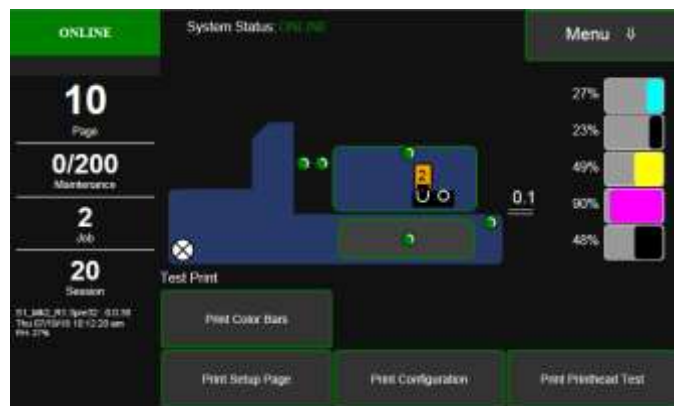 ONLINE
System Status: ONLINE
Menu
10
Page
0/200
Maintenance
2
Job
20
Session
27%
23%
49%
90%
48%
2
0.1
Test Print
Print Color Bars
Print Setup Page
Print Configuration
Print Printhead Test